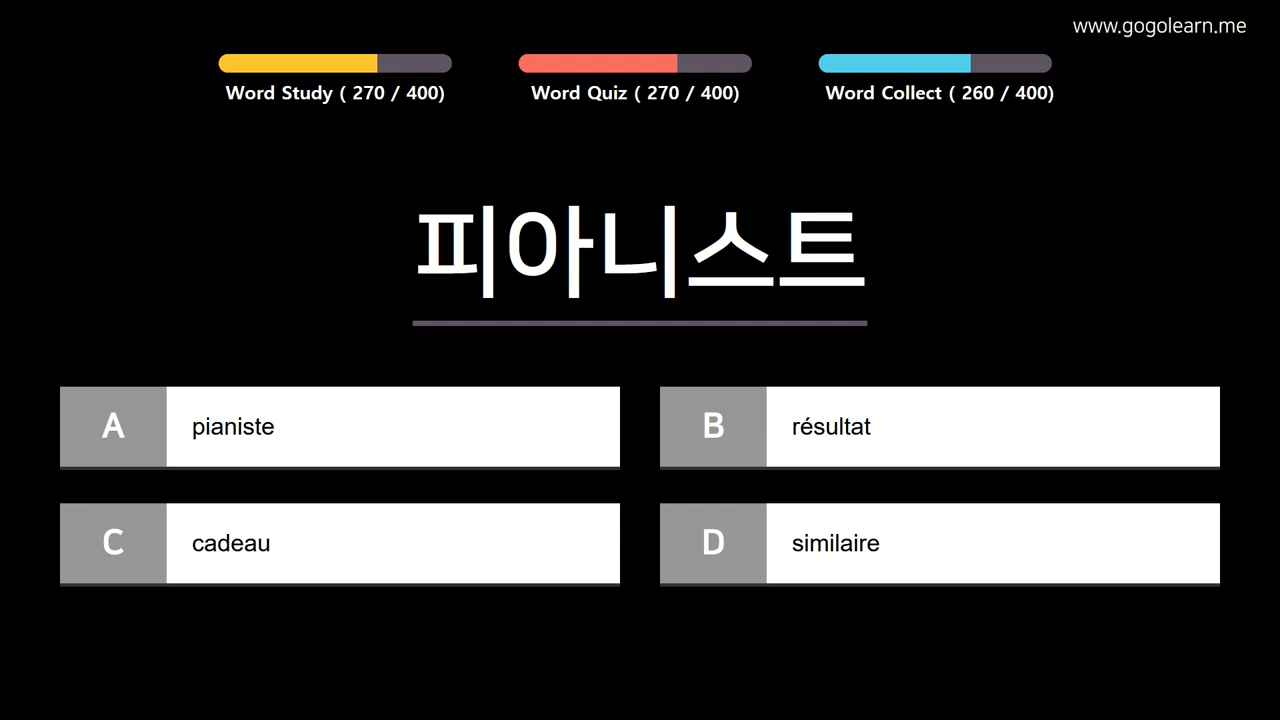 www.gogolearn.me
Word Study ( 270 / 400)
Word Quiz ( 270 / 400)
Word Collect ( 260 / 400)
피아니스트
A pianiste
B résultat
C cadeau
D similaire